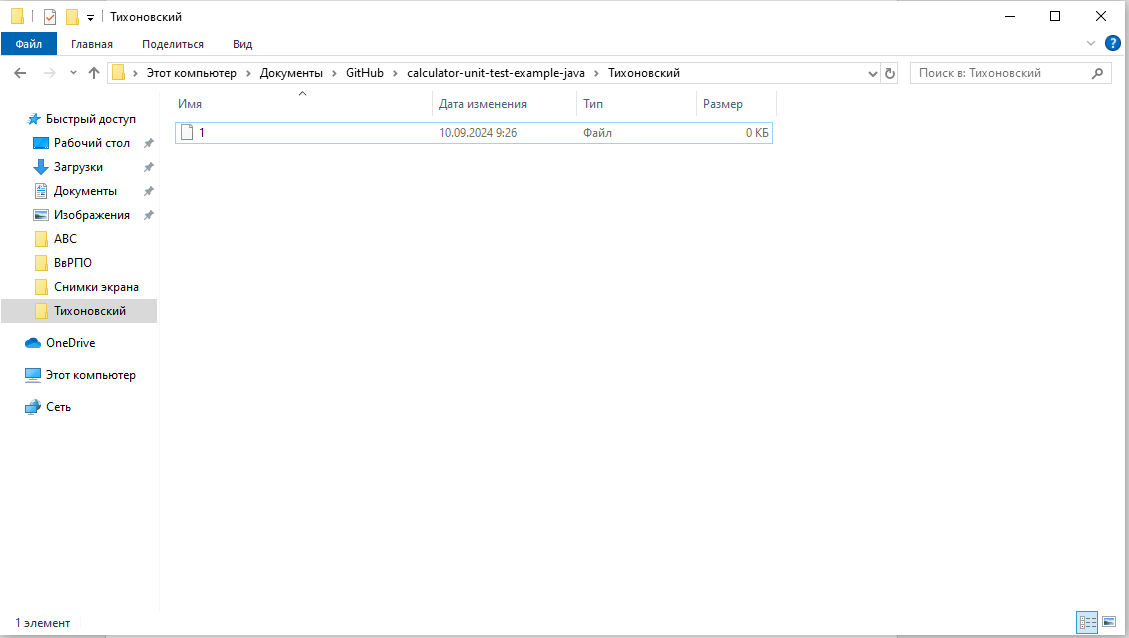 Тихоновский
Файл Главная Поделиться Вид
Этот компьютер Документы GitHub calculator-unit-test-example-java Тихоновский Поиск в: Тихоновский
Имя Дата изменения Тип Размер
1 10.09.2024 9:26 Файл 0 КБ
Быстрый доступ
Рабочий стол
Загрузки
Документы
Изображения
ABC
ВвРПО
Снимки экрана
Тихоновский
OneDrive
Этот компьютер
Сеть
1 элемент